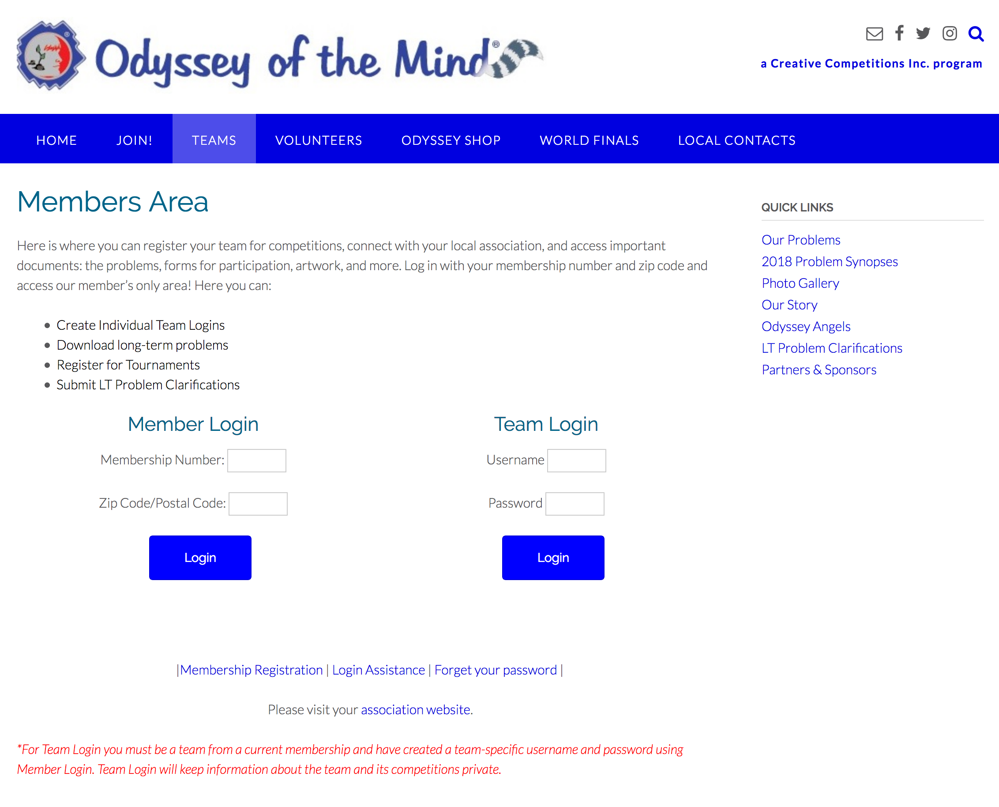 Odyssey of the Mind®
a Creative Competitions Inc. program
HOME JOIN! TEAMS VOLUNTEERS ODYSSEY SHOP WORLD FINALS LOCAL CONTACTS
Members Area
Here is where you can register your team for competitions, connect with your local association, and access important
documents: the problems, forms for participation, artwork, and more. Log in with your membership number and zip code and
access our member’s only area! Here you can:
Create Individual Team Logins
Download long-term problems
Register for Tournaments
Submit LT Problem Clarifications
Member Login
Membership Number:
Zip Code/Postal Code:
Login
Team Login
Username
Password
Login
|Membership Registration | Login Assistance | Forget your password |
Please visit your association website.
*For Team Login you must be a team from a current membership and have created a team-specific username and password using
Member Login. Team Login will keep information about the team and its competitions private.
QUICK LINKS
Our Problems
2018 Problem Synopses
Photo Gallery
Our Story
Odyssey Angels
LT Problem Clarifications
Partners & Sponsors